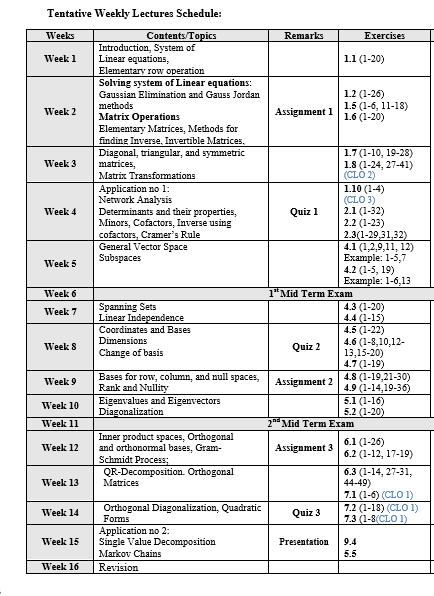 Tentative Weekly Lectures Schedule:
Weeks Contents/Topics Remarks Exercises
Week 1
Introduction, System of
Linear equations,
Elementary row operation
1.1 (1-20)
Week 2
Solving system of Linear equations:
Gaussian Elimination and Gauss Jordan
methods
Matrix Operations
Elementary Matrices, Methods for
finding Inverse, Invertible Matrices,
Assignment 1
1.2 (1-26)
1.5 (1-6, 11-18)
1.6 (1-20)
Week 3
Diagonal, triangular, and symmetric
matrices,
Matrix Transformations
1.7 (1-10, 19-28)
1.8 (1-24, 27-41)
(CLO 2)
Week 4
Application no 1:
Network Analysis
Determinants and their properties,
Minors, Cofactors, Inverse using
cofactors, Cramer's Rule
Quiz 1
1.10 (1-4)
(CLO 3)
2.1 (1-32)
2.2 (1-23)
2.3(1-29,31,32)
Week 5
General Vector Space
Subspaces
4.1 (1,2,9,11, 12)
Example: 1-5,7
4.2 (1-5, 19)
Example: 1-6,13
Week 6 1st Mid Term Exam
Week 7
Spanning Sets
Linear Independence
4.3 (1-20)
4.4 (1-15)
Week 8
Coordinates and Bases
Dimensions
Change of basis
Quiz 2
4.5 (1-22)
4.6 (1-8,10,12-
13,15-20)
4.7 (1-19)
Week 9
Bases for row, column, and null spaces,
Rank and Nullity
Assignment 2
4.8 (1-19,21-30)
4.9 (1-14,19-36)
Week 10
Eigenvalues and Eigenvectors
Diagonalization
5.1 (1-16)
5.2 (1-20)
Week 11 2nd Mid Term Exam
Week 12
Inner product spaces, Orthogonal
and orthonormal bases, Gram-
Schmidt Process;
Assignment 3
6.1 (1-26)
6.2 (1-12, 17-19)
Week 13
QR-Decomposition. Orthogonal
Matrices
6.3 (1-14, 27-31,
44-49)
7.1 (1-6) (CLO 1)
Week 14
Orthogonal Diagonalization, Quadratic
Forms
Quiz 3
7.2 (1-18) (CLO 1)
7.3 (1-8(CLO 1)
Week 15
Application no 2:
Single Value Decomposition
Markov Chains
Presentation
9.4
5.5
Week 16 Revision